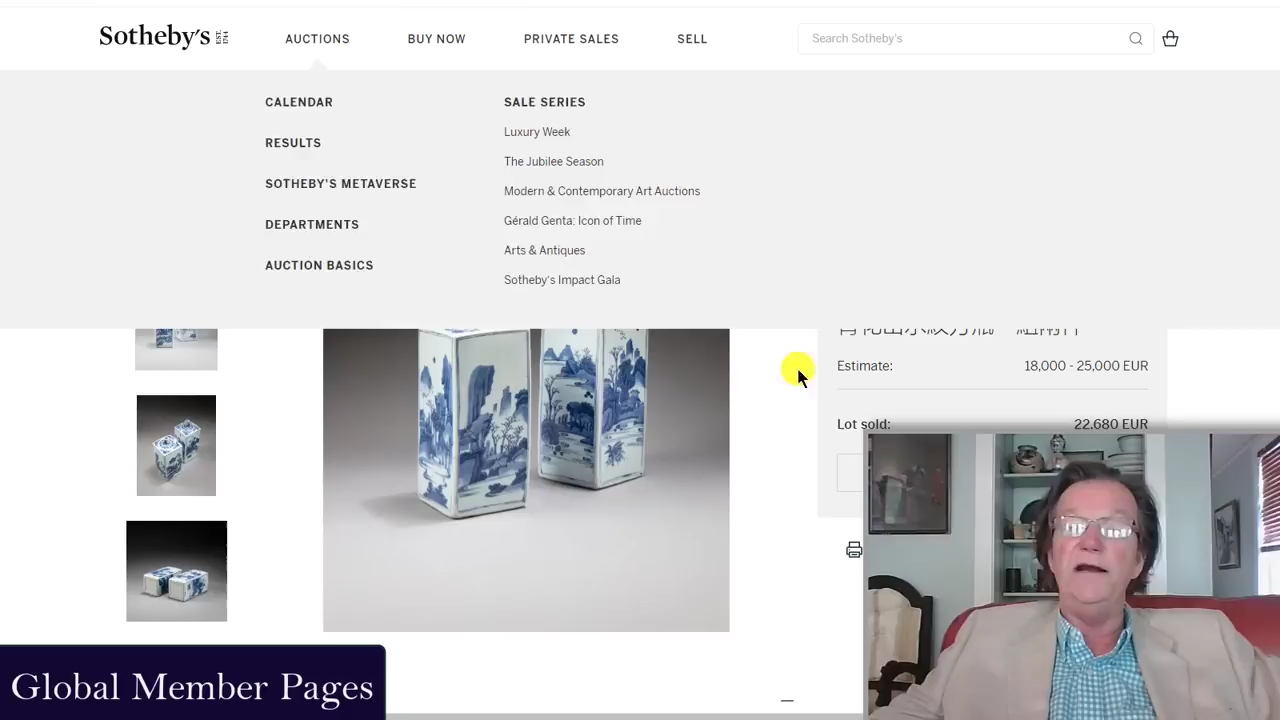 Sotheby's EST. 1744
AUCTIONS
BUY NOW
PRIVATE SALES
SELL
Search Sotheby's
CALENDAR
RESULTS
SOTHEBY'S METAVERSE
DEPARTMENTS
AUCTION BASICS
SALE SERIES
Luxury Week
The Jubilee Season
Modern & Contemporary Art Auctions
Gérald Genta: Icon of Time
Arts & Antiques
Sotheby's Impact Gala
Estimate: 18,000 - 25,000 EUR
Lot sold: 22,680 EUR
Global Member Pages